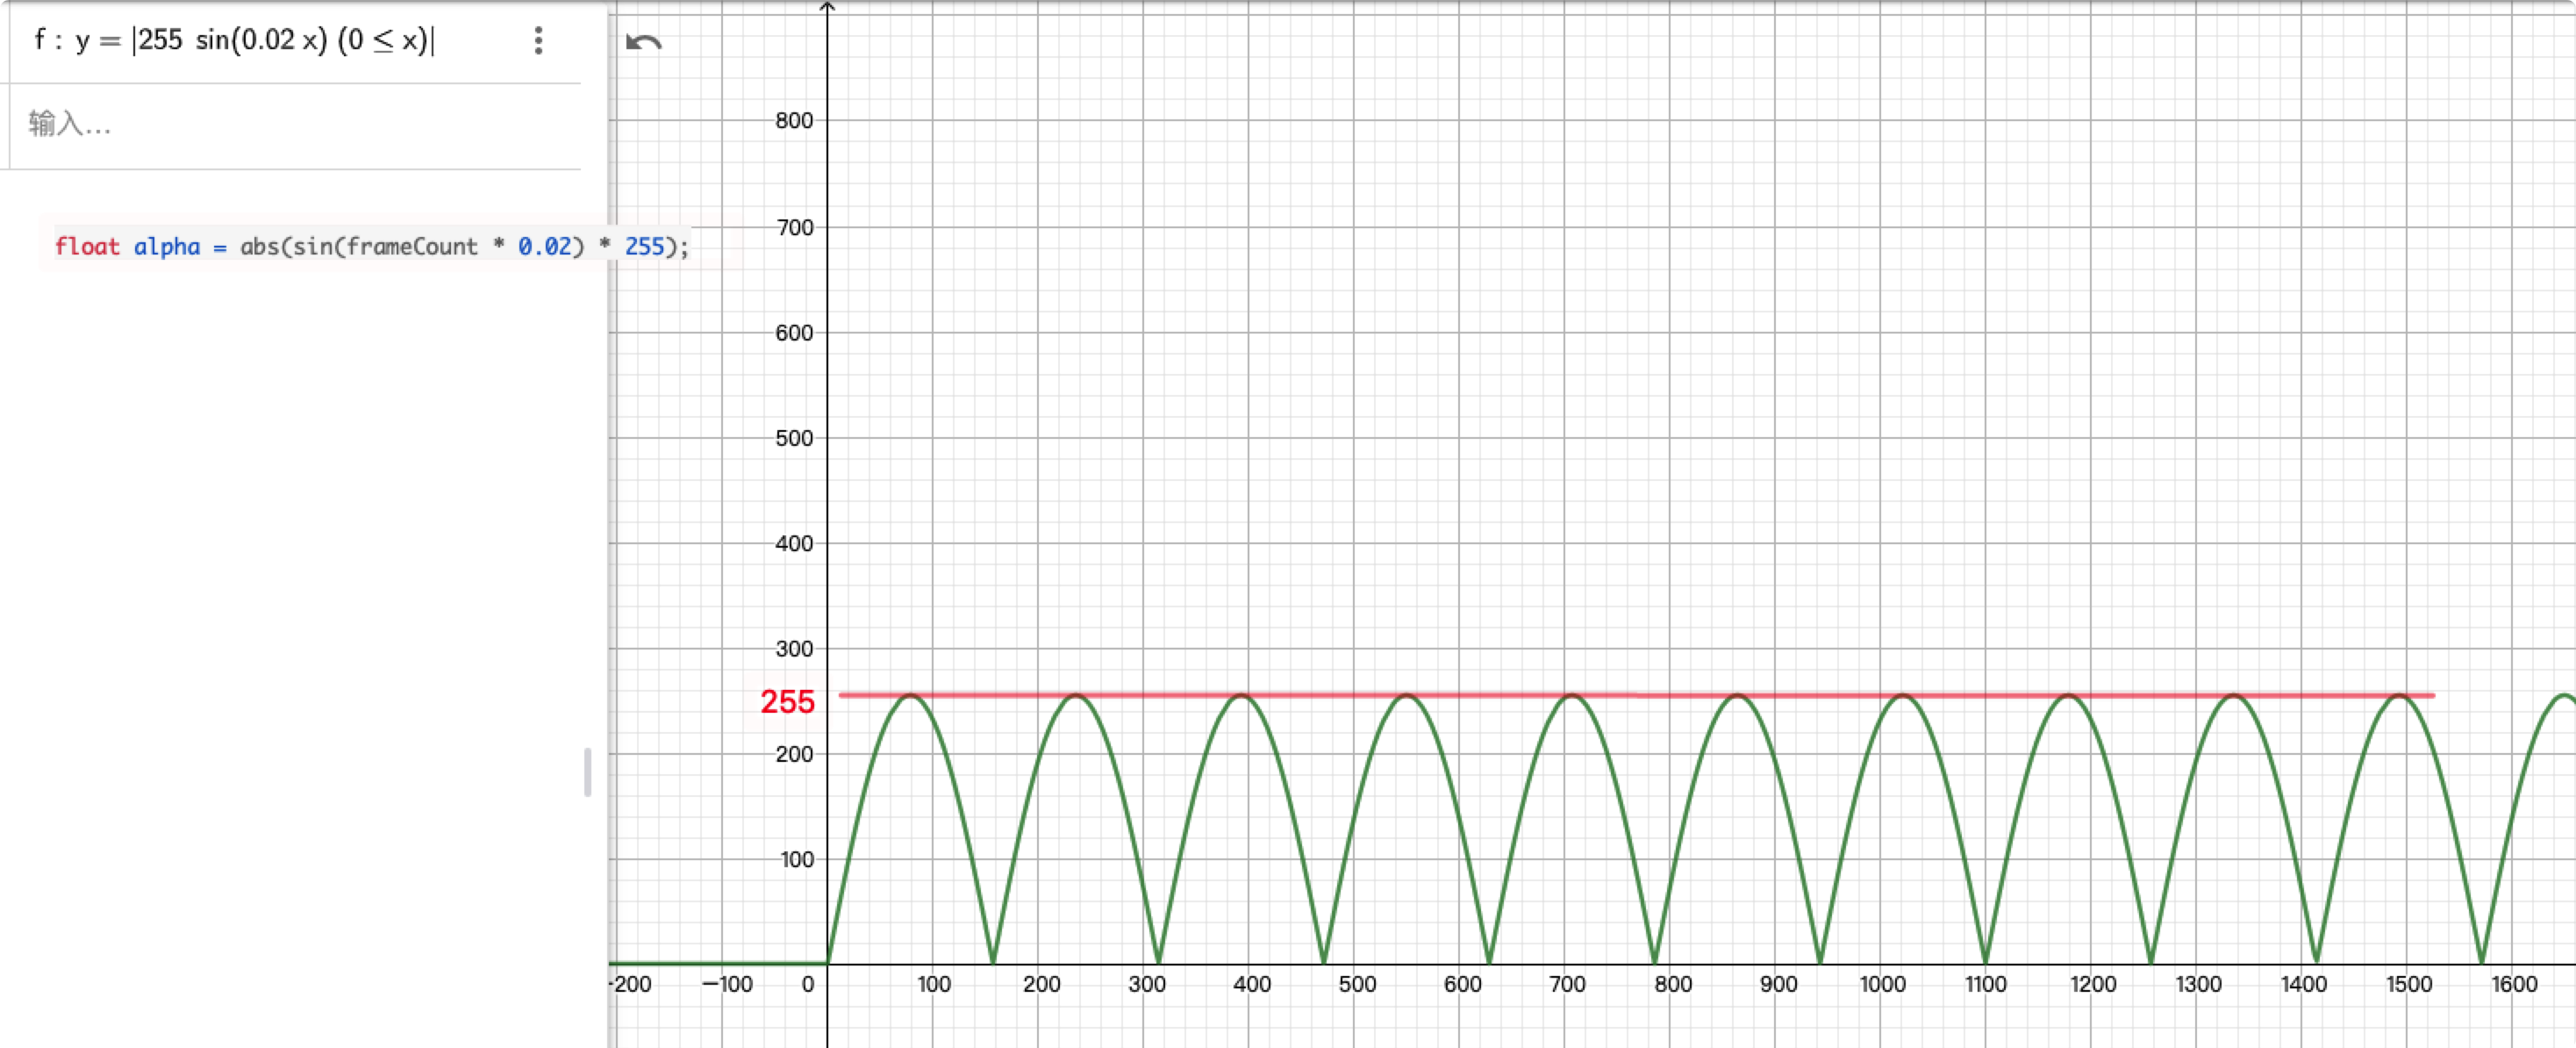 f : y = |255 sin(0.02 x) (0 ≤ x)|
输入...
float alpha = abs(sin(frameCount * 0.02) * 255);
800
700
600
500
400
300
255
200
100
-200 −100 0 100 200 300 400 500 600 700 800 900 1000 1100 1200 1300 1400 1500 1600